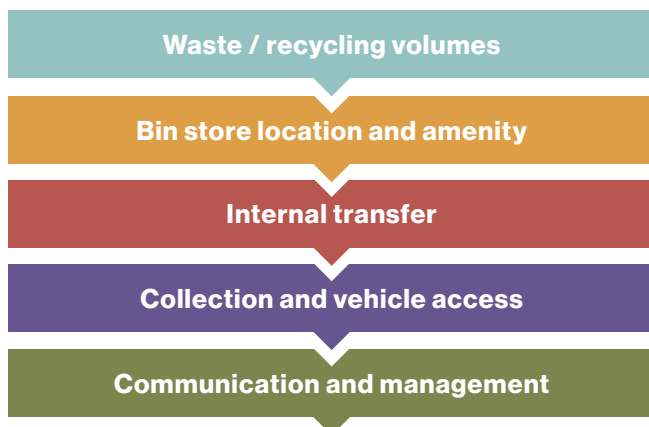 Waste / recycling volumes
Bin store location and amenity
Internal transfer
Collection and vehicle access
Communication and management